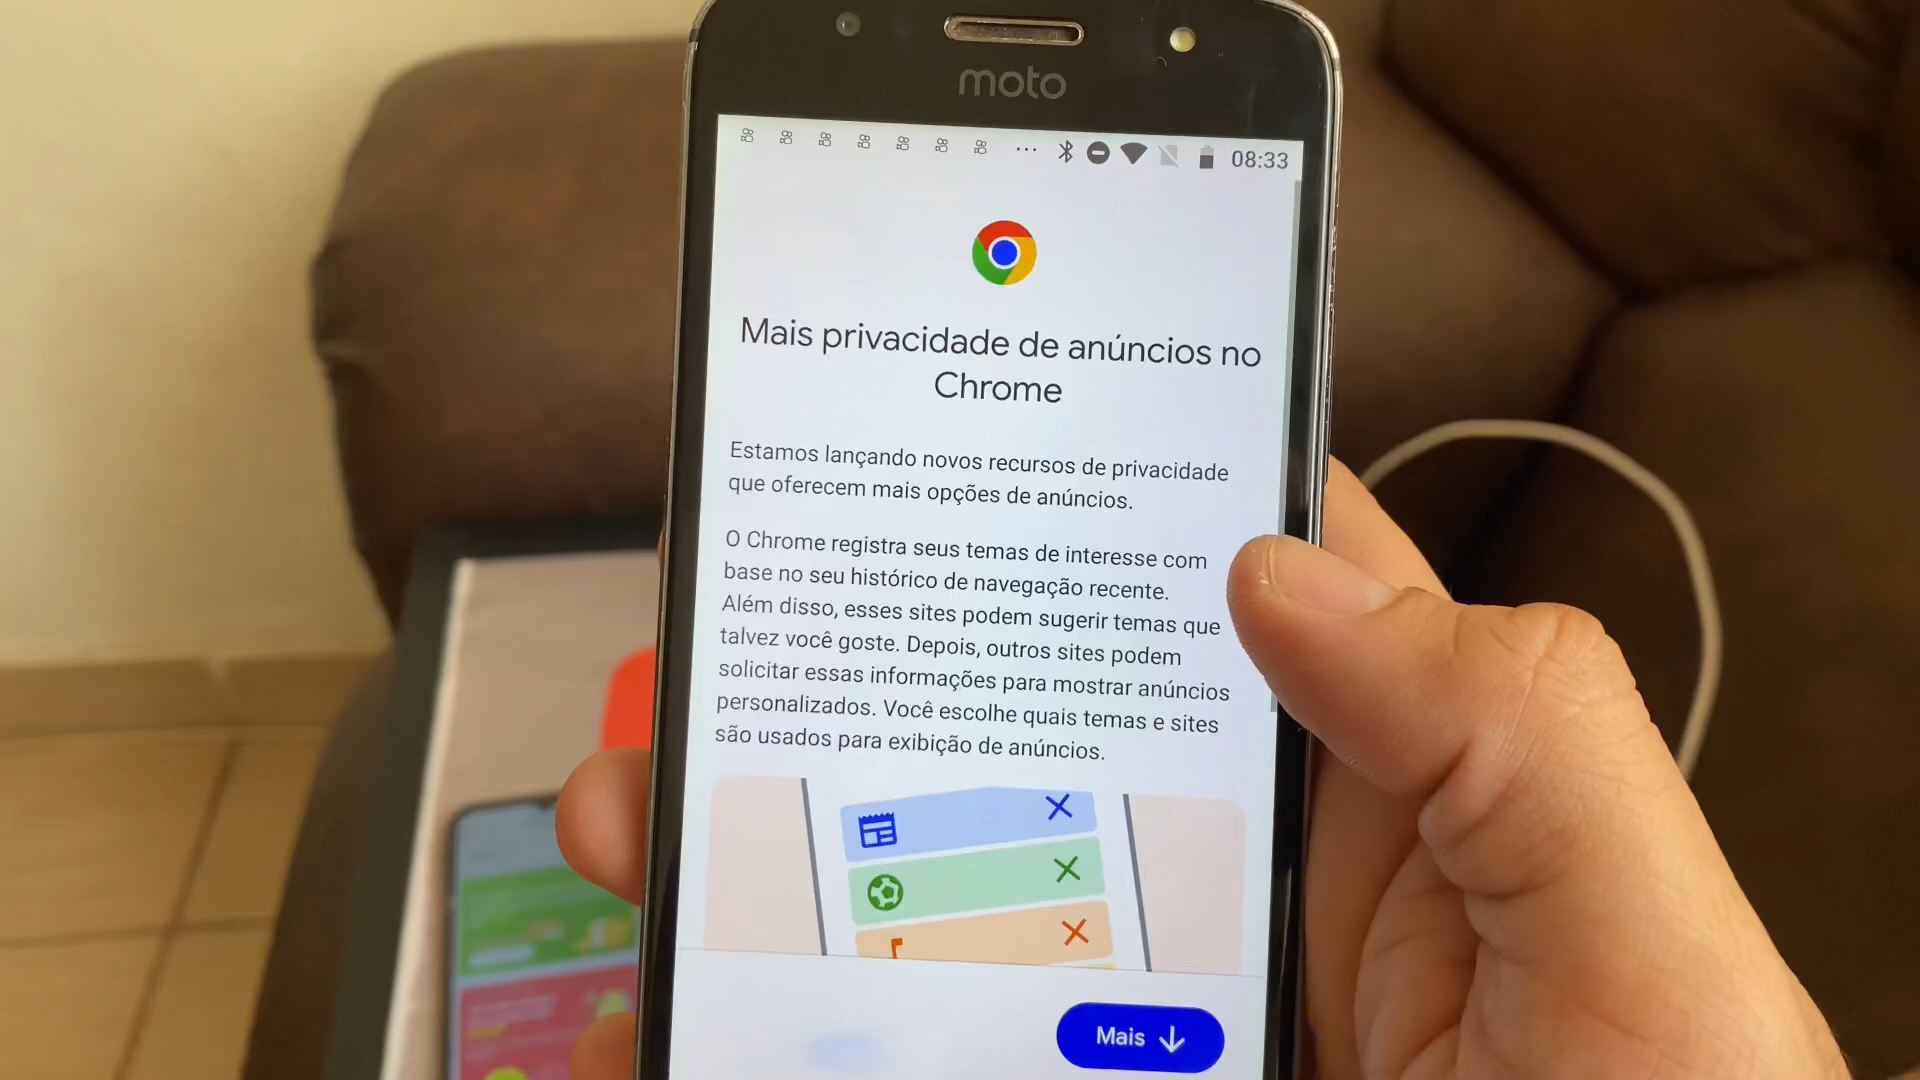 moto
08:33
Mais privacidade de anúncios no
Chrome
Estamos lançando novos recursos de privacidade
que oferecem mais opções de anúncios.
O Chrome registra seus temas de interesse com
base no seu histórico de navegação recente.
Além disso, esses sites podem sugerir temas que
talvez você goste. Depois, outros sites podem
solicitar essas informações para mostrar anúncios
personalizados. Você escolhe quais temas e sites
são usados para exibição de anúncios.
Mais